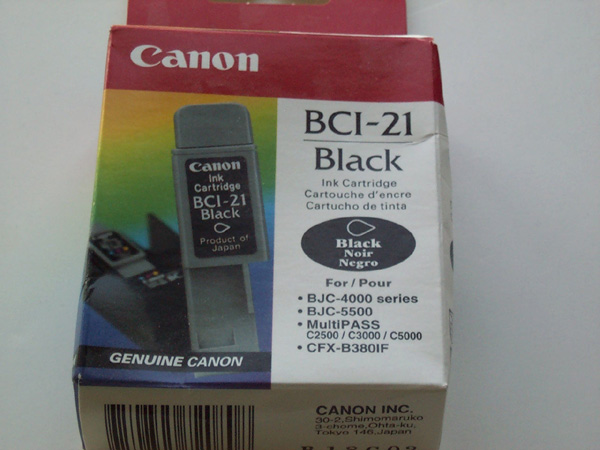 Canon
BCI-21
Black
Ink Cartridge
Cartouche d'encre
Cartucho de tinta
Black
Noir
Negro
For / Pour
• BJC-4000 series
• BJC-5500
• MultiPASS
C2500 / C3000 / C5000
• CFX-B380IF
Canon
Ink
Cartridge
BCI-21
Black
Product of
Japan
GENUINE CANON
CANON INC.
30-2, Shimomaruko
3-chome, Ohta-ku,
Tokyo 146, Japan